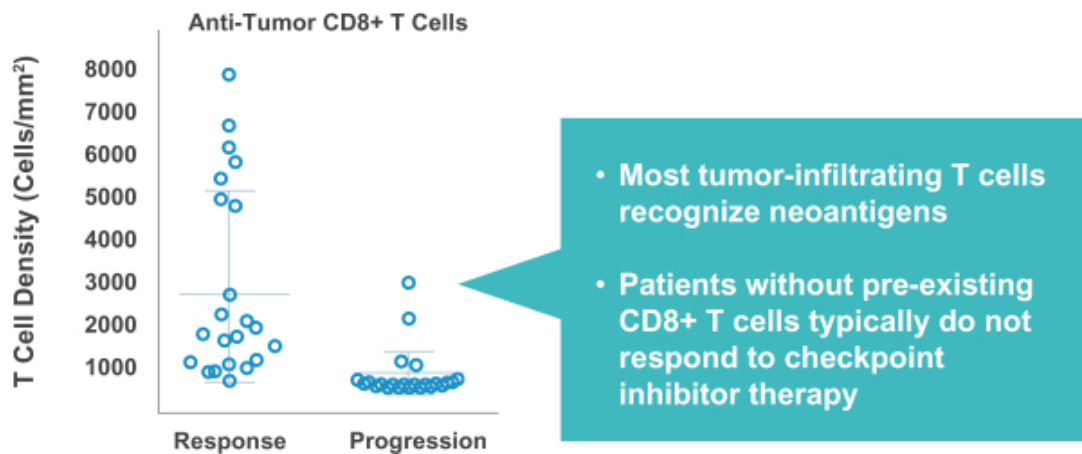 Anti-Tumor CD8+ T Cells
T Cell Density (Cells/mm²)
8000
7000
6000
5000
4000
3000
2000
1000
Response
Progression
• Most tumor-infiltrating T cells
recognize neoantigens
• Patients without pre-existing
CD8+ T cells typically do not
respond to checkpoint
inhibitor therapy